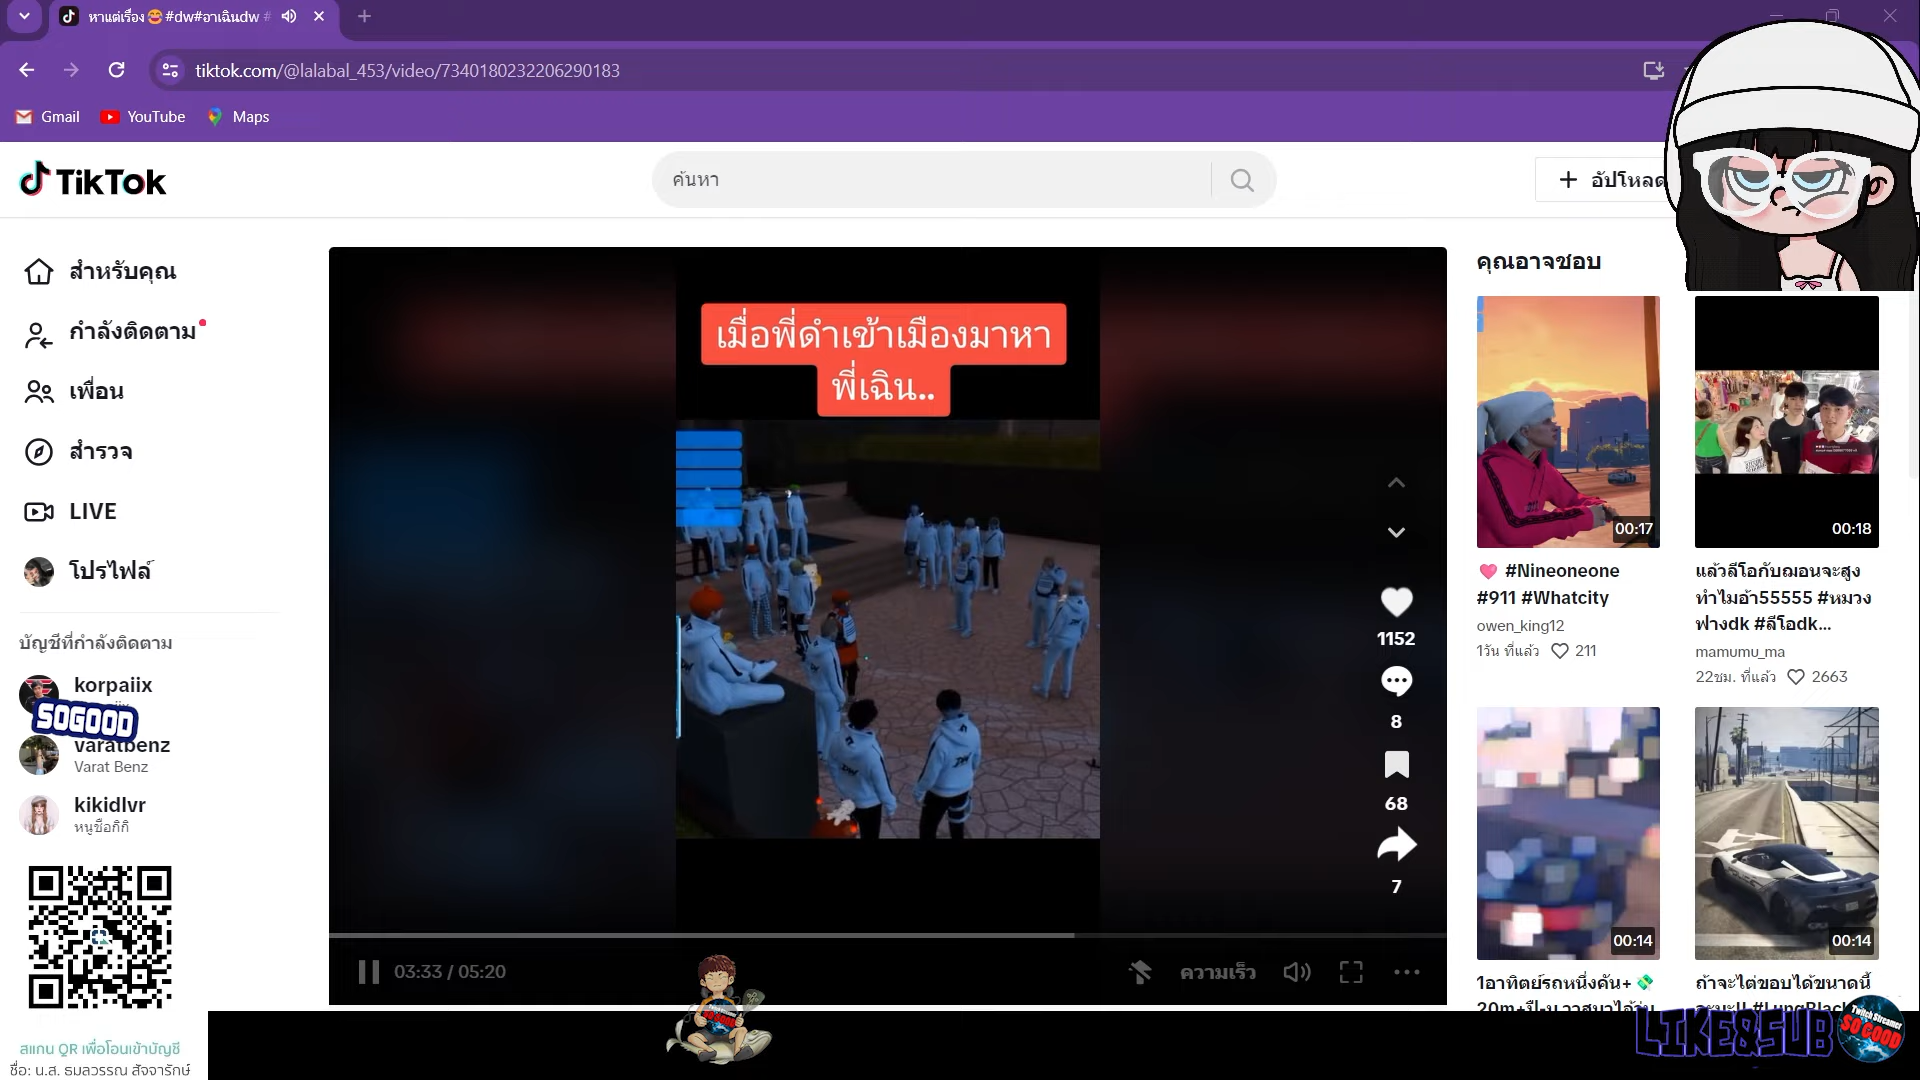 หาแต่เรื่อง😂#dw#อาเฉินdw #
tiktok.com/@lalabal_453/video/7340180232206290183
Gmail
YouTube
Maps
TikTok
ค้นหา
อัปโหลด
สำหรับคุณ
กำลังติดตาม
เพื่อน
สำรวจ
LIVE
โปรไฟล์
บัญชีที่กำลังติดตาม
korpaiix
SOGOOD
varatbenz
Varat Benz
kikidlvr
หนูชื่อกีกี
สแกน QR เพื่อโอนเข้าบัญชี
ชื่อ: น.ส. ธมลวรรณ สัจจารักษ์
เมื่อพี่ดำเข้าเมืองมาหา
พี่เฉิน..
1152
8
68
7
03:33 / 05:20
ความเร็ว
คุณอาจชอบ
00:17
🩷 #Nineoneone
#911 #Whatcity
owen_king12
1วัน ที่แล้ว 211
00:18
แล้วลีโอกับฌอนจะสูง
ทำไมอ้า55555 #หมวง
ฟางdk #ลีโอdk...
mamumu_ma
22ชม. ที่แล้ว 2663
00:14
1อาทิตย์รถหนึ่งคัน+ 💸
00:14
ถ้าจะไต่ขอบได้ขนาดนี้
LIKE&SUB
Twitch Streamer
SO GOOD